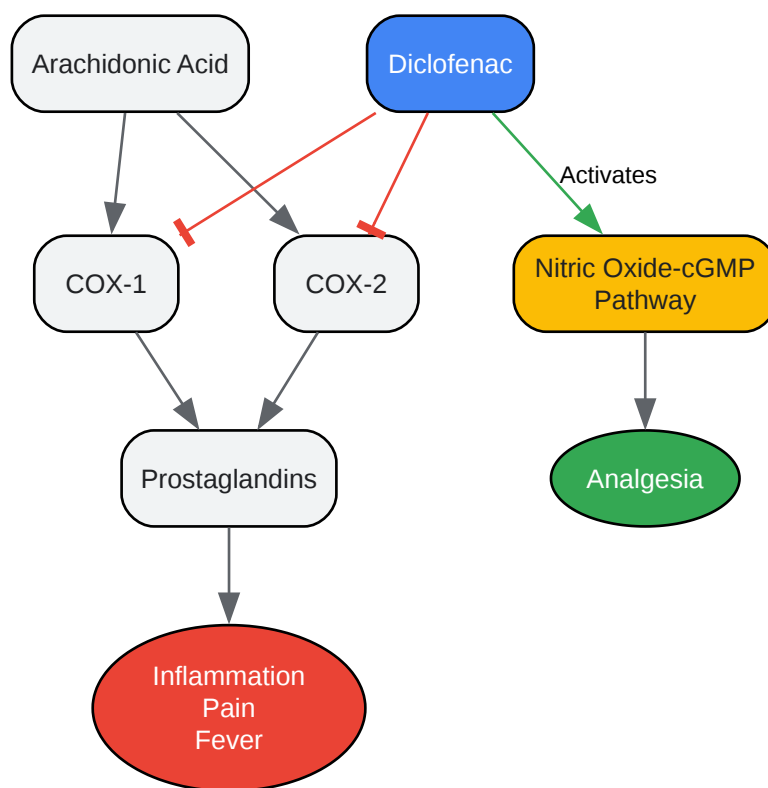 Arachidonic Acid
Diclofenac
Activates
COX-1
COX-2
Nitric Oxide-cGMP
Pathway
Prostaglandins
Analgesia
Inflammation
Pain
Fever